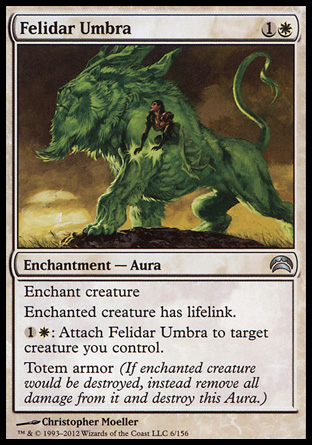 Felidar Umbra 1
Enchantment — Aura
Enchant creature
Enchanted creature has lifelink.
1 : Attach Felidar Umbra to target
creature you control.
Totem armor (If enchanted creature
would be destroyed, instead remove all
damage from it and destroy this Aura.)
Christopher Moeller
™ & © 1993–2012 Wizards of the Coast LLC 6/156